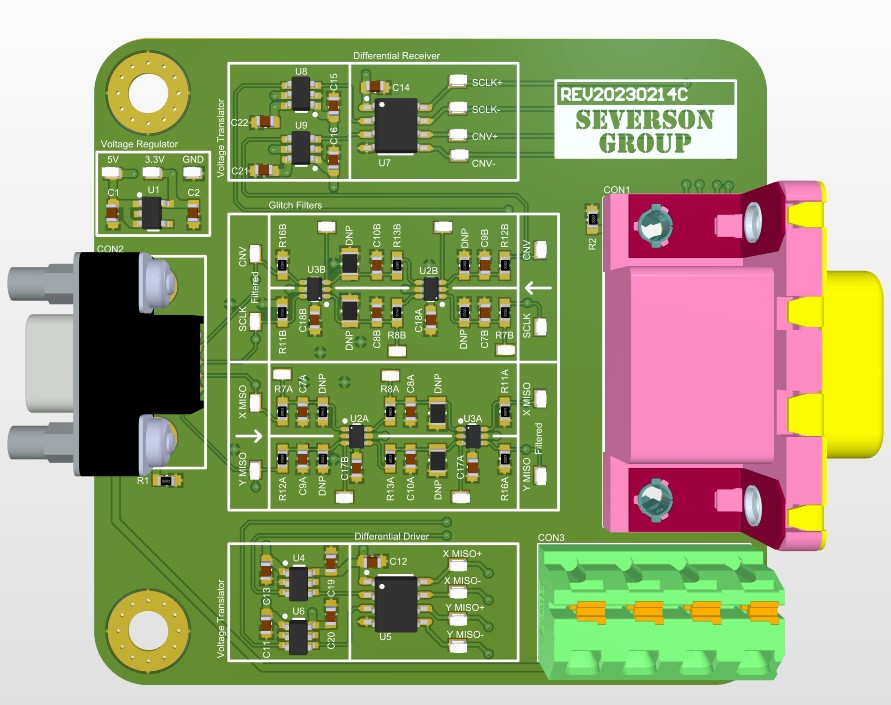 Differential Receiver
U8
C15
C14
SCLK+
SCLK-
CNV+
CNV-
U7
C22
U9
C16
C21
Voltage Translator
REV20230214C
SEVERSON
GROUP
Voltage Regulator
5V 3.3V GND
C1 U1 C2
CON2
CON1
R2
Glitch Filters
CNV
Filtered
SCLK
R16B
DNP
C10B
R13B
DNP
C9B
R12B
CNV
U3B
U2B
R11B
C18B
DNP
C8B
R8B
C18A
DNP
C7B
R7B
SCLK
X MISO
R7A
C7A
DNP
R8A
C8A
DNP
R11A
X MISO
U2A
U3A
Y MISO
R12A
C9A
DNP
C17B
R13A
C10A
DNP
C17A
R16A
Filtered
Y MISO
R1
Differential Driver
U4
C13
C19
C12
X MISO+
X MISO-
Y MISO+
Y MISO-
U5
U6
C11
C20
Voltage Translator
CON3